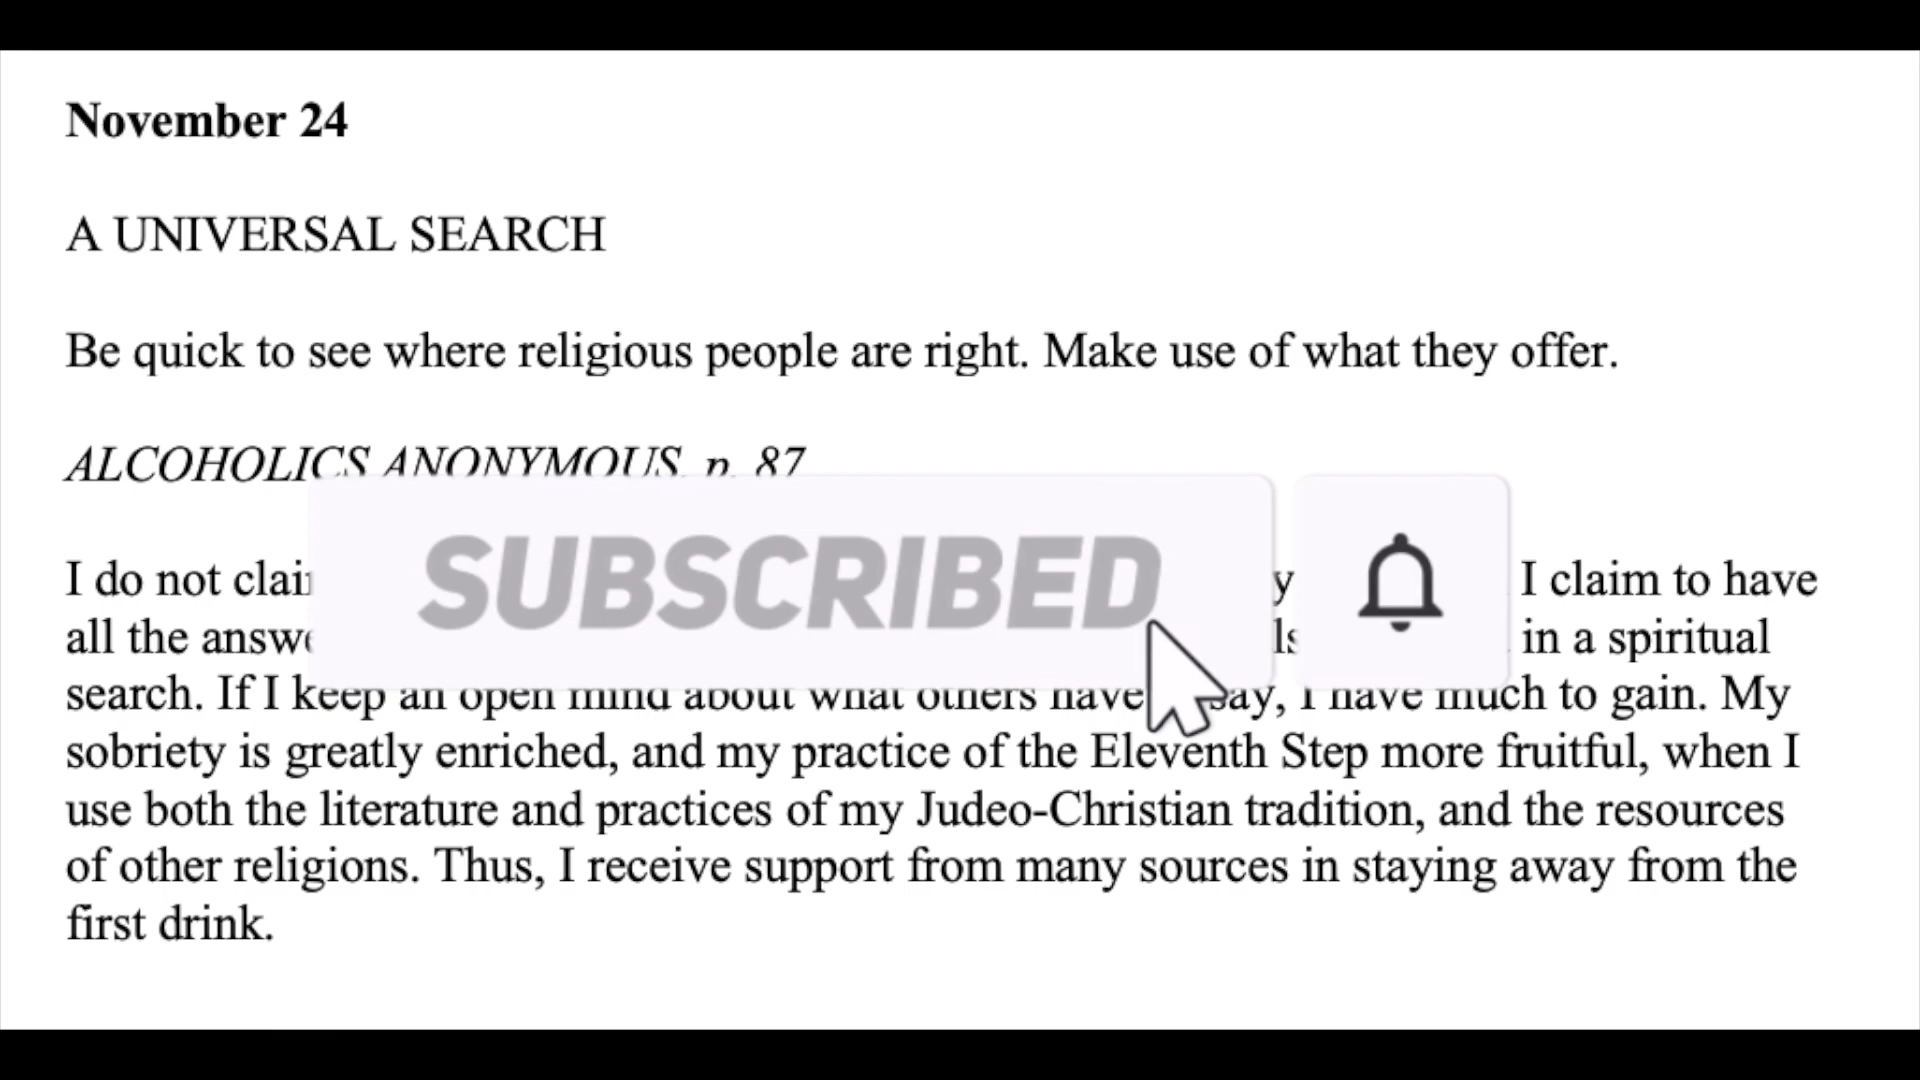 November 24
A UNIVERSAL SEARCH
Be quick to see where religious people are right. Make use of what they offer.
ALCOHOLICS ANONYMOUS, p. 87
SUBSCRIBED
I do not I claim to have
all the in a spiritual
search. If I keep an open mind about what others have say, I have much to gain. My
sobriety is greatly enriched, and my practice of the Eleventh Step more fruitful, when I
use both the literature and practices of my Judeo-Christian tradition, and the resources
of other religions. Thus, I receive support from many sources in staying away from the
first drink.